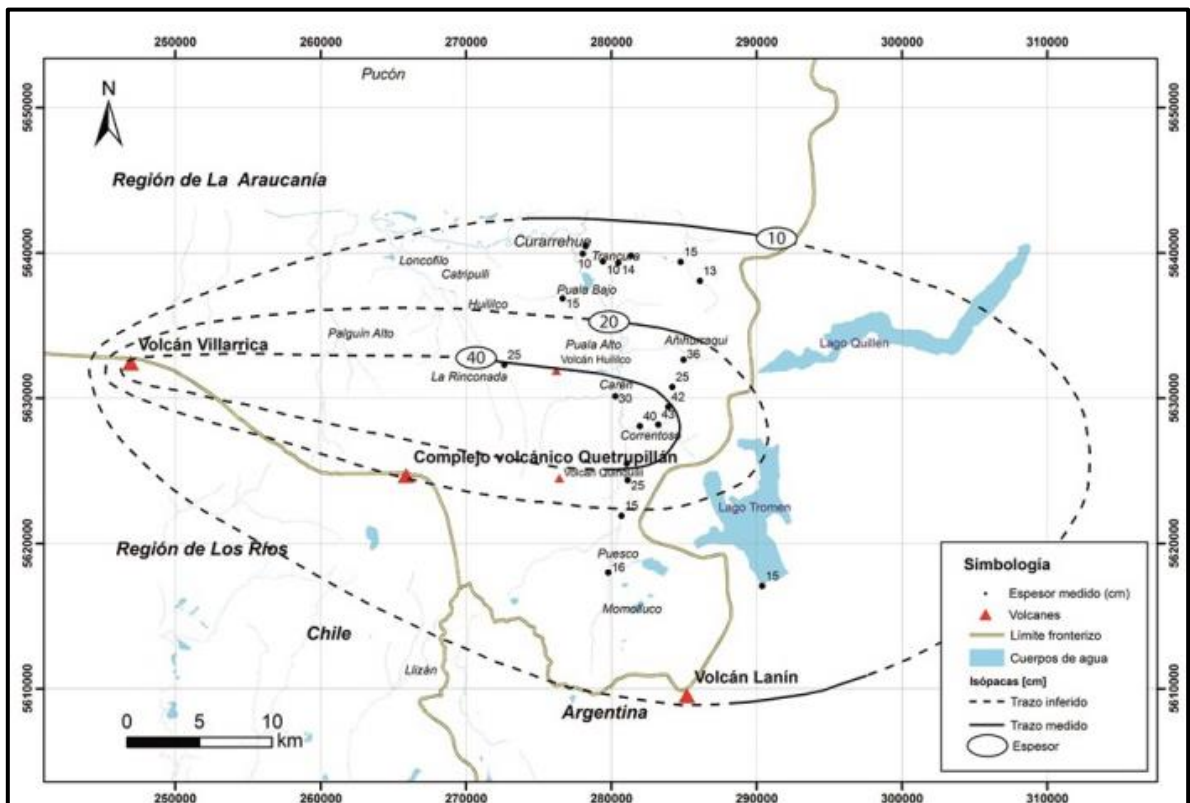 250000 260000 270000 280000 290000 300000 310000
N
Pucón
5650000
5650000
Región de La Araucanía
10
Curarrehue
15
5640000
5640000
Loncofilo
10
Trancura
10
14
Catripulli
13
Puala Bajo
15
Huililco
Lago Quillen
20
Palguín Alto
Puala Alto
Añihuraqui
Volcán Villarrica
40
25
Volcán Huililco
36
La Rinconada
Carén
25
5630000
5630000
30
42
40
43
Correntoso
Complejo volcánico Quetrupillán
Volcán Quinquilil
25
15
Lago Tromen
5620000
5620000
Región de Los Ríos
Puesco
16
15
Momolluco
Chile
Llizán
Volcán Lanín
5610000
5610000
Argentina
0 5 10
km
Simbología
Espesor medido (cm)
Volcanes
Límite fronterizo
Cuerpos de agua
Isópacas [cm]
Trazo inferido
Trazo medido
Espesor
250000 260000 270000 280000 290000 300000 310000